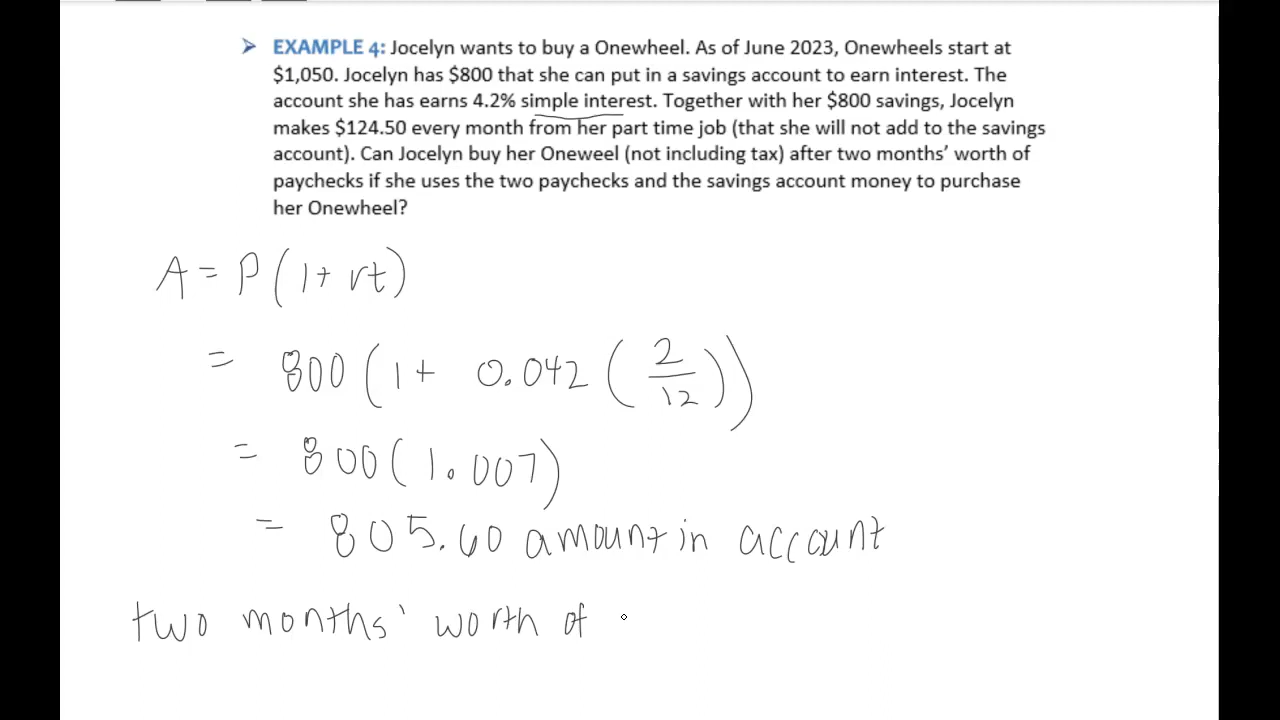 ➤ EXAMPLE 4: Jocelyn wants to buy a Onewheel. As of June 2023, Onewheels start at
$1,050. Jocelyn has $800 that she can put in a savings account to earn interest. The
account she has earns 4.2% simple interest. Together with her $800 savings, Jocelyn
makes $124.50 every month from her part time job (that she will not add to the savings
account). Can Jocelyn buy her Oneweel (not including tax) after two months’ worth of
paychecks if she uses the two paychecks and the savings account money to purchase
her Onewheel?
A = P(1 + rt)
= 800(1 + 0.042(2/12))
= 800(1.007)
= 805.60 amount in account
two months' worth of